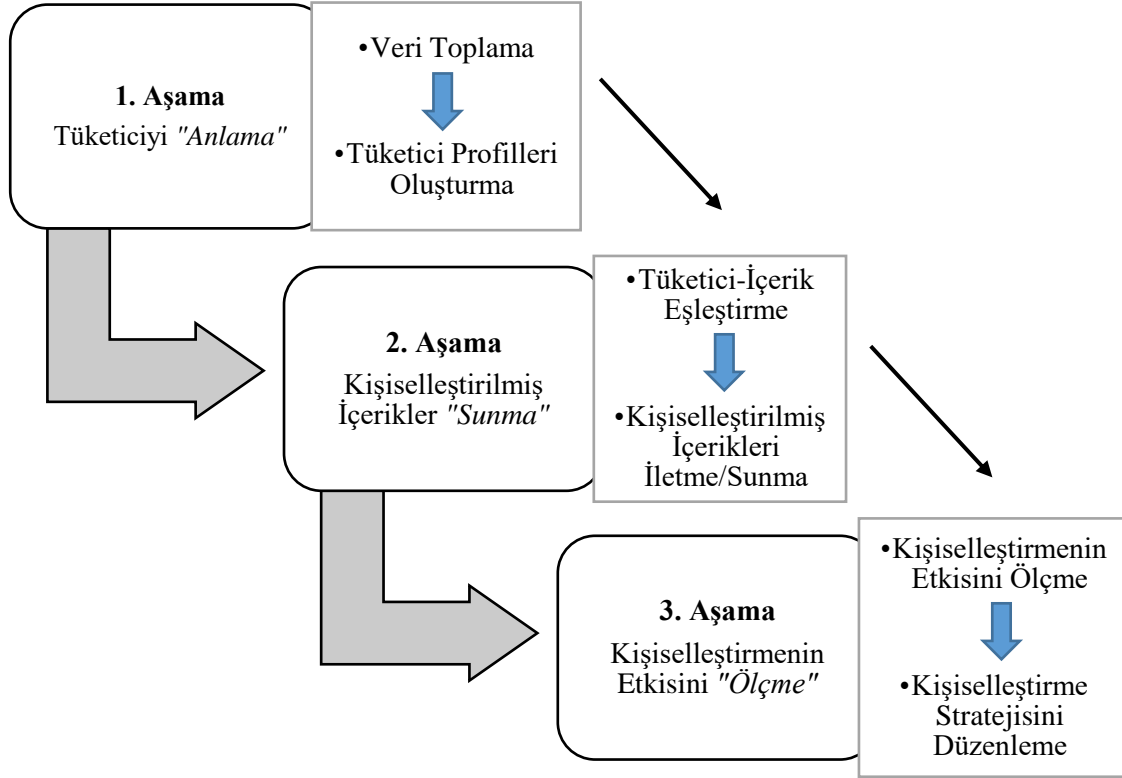 1. Aşama
Tüketiciyi "Anlama"
•Veri Toplama
•Tüketici Profilleri
Oluşturma
2. Aşama
Kişiselleştirilmiş
İçerikler "Sunma"
•Tüketici-İçerik
Eşleştirme
•Kişiselleştirilmiş
İçerikleri
İletme/Sunma
3. Aşama
Kişiselleştirmenin
Etkisini "Ölçme"
•Kişiselleştirmenin
Etkisini Ölçme
•Kişiselleştirme
Stratejisini
Düzenleme